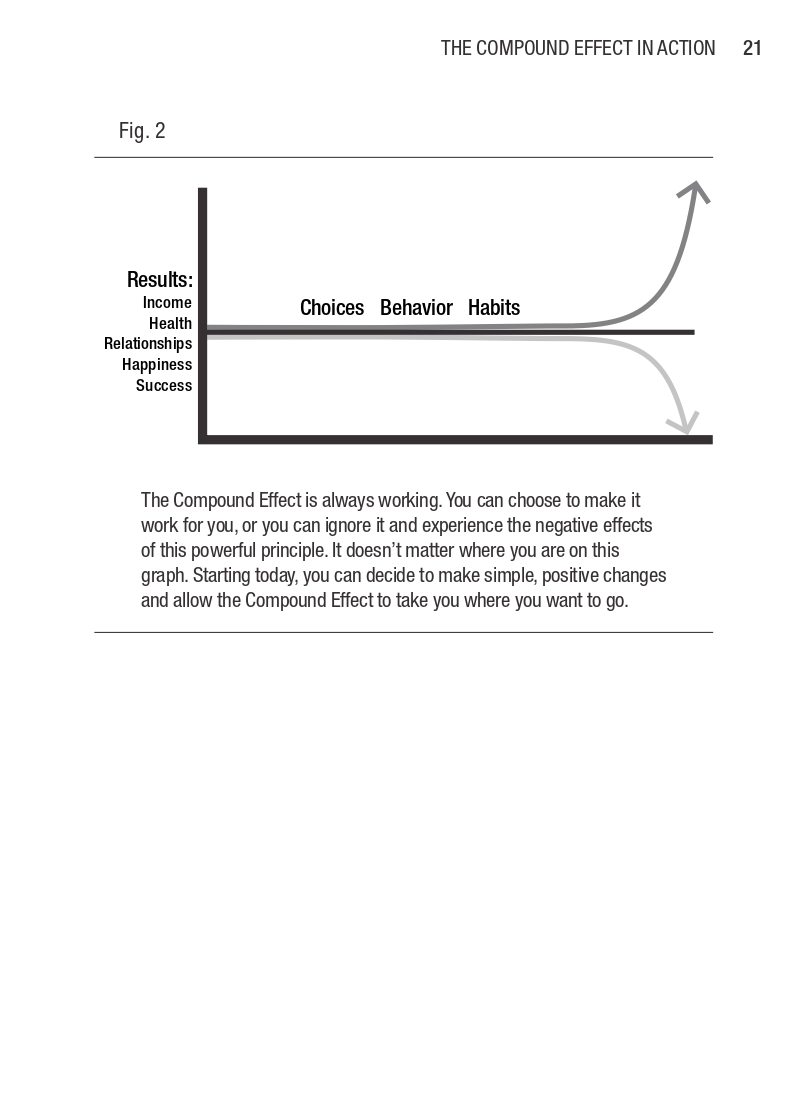 THE COMPOUND EFFECT IN ACTION 21
Fig. 2
Results:
Income
Health
Relationships
Happiness
Success
Choices Behavior Habits
The Compound Effect is always working. You can choose to make it
work for you, or you can ignore it and experience the negative effects
of this powerful principle. It doesn’t matter where you are on this
graph. Starting today, you can decide to make simple, positive changes
and allow the Compound Effect to take you where you want to go.